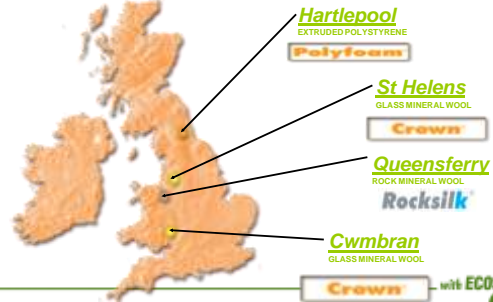 Hartlepool
EXTRUDED POLYSTYRENE
Polyfoam
St Helens
GLASS MINERAL WOOL
Crown
Queensferry
ROCK MINERAL WOOL
Rocksilk
Cwmbran
GLASS MINERAL WOOL
Crown
with ECO